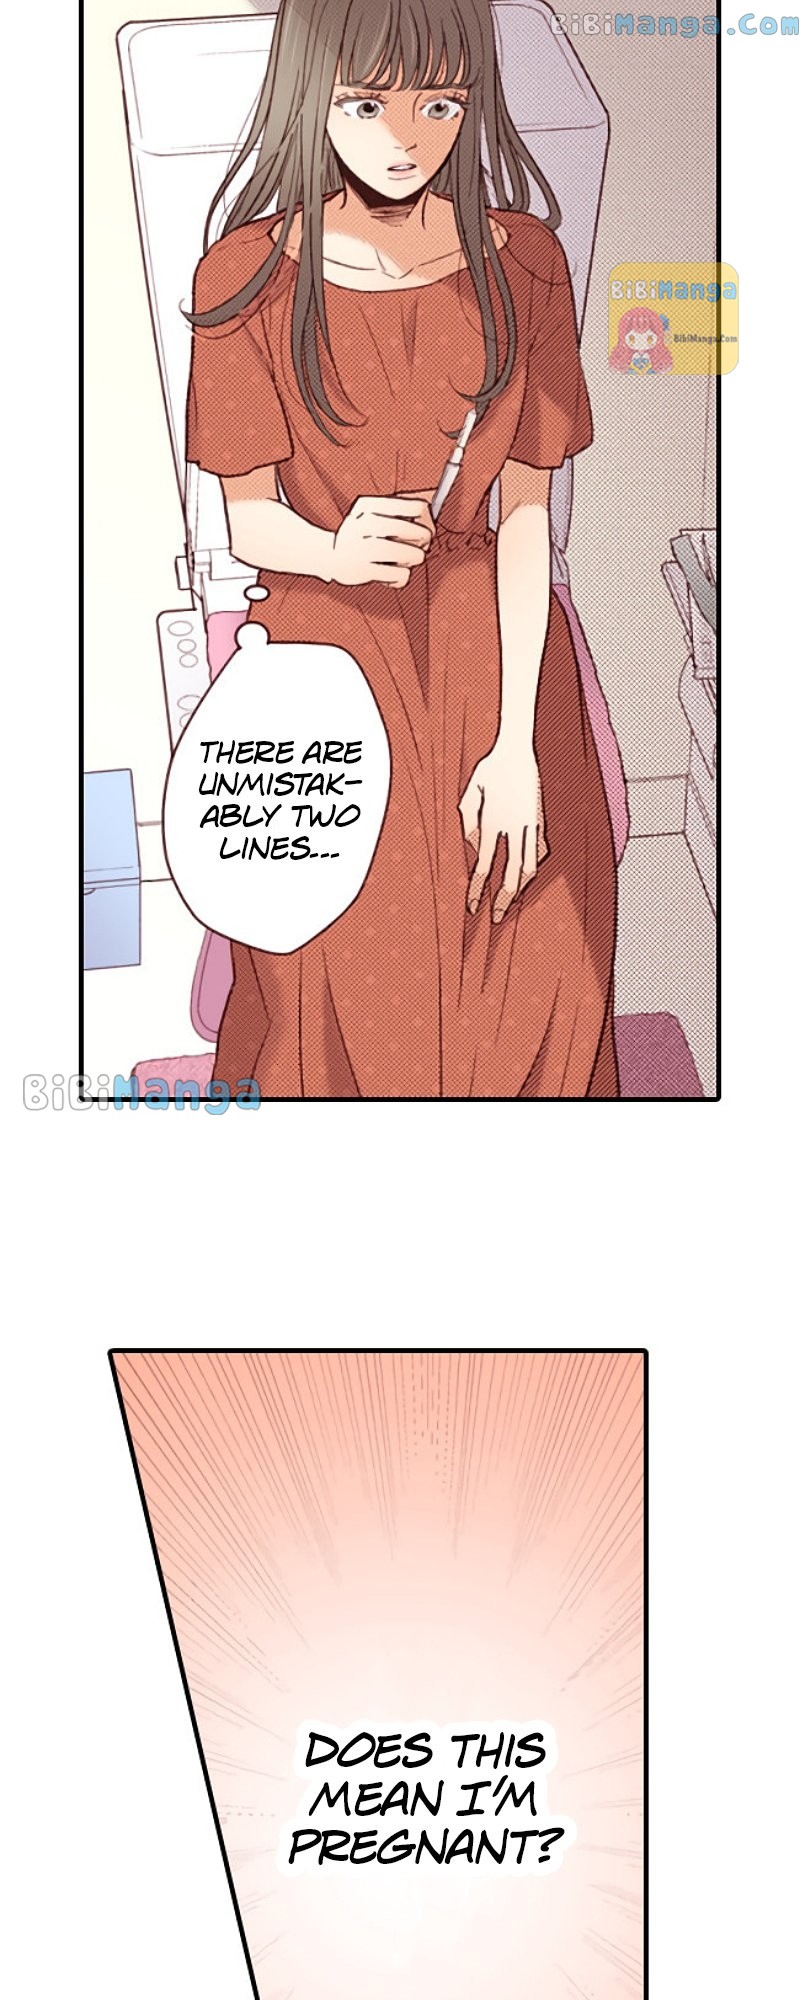 BiBiManga.Com
BiBiManga
BibiManga.Com
THERE ARE
UNMISTAK-
ABLY TWO
LINES...
BiBiManga
DOES THIS
MEAN I'M
PREGNANT?